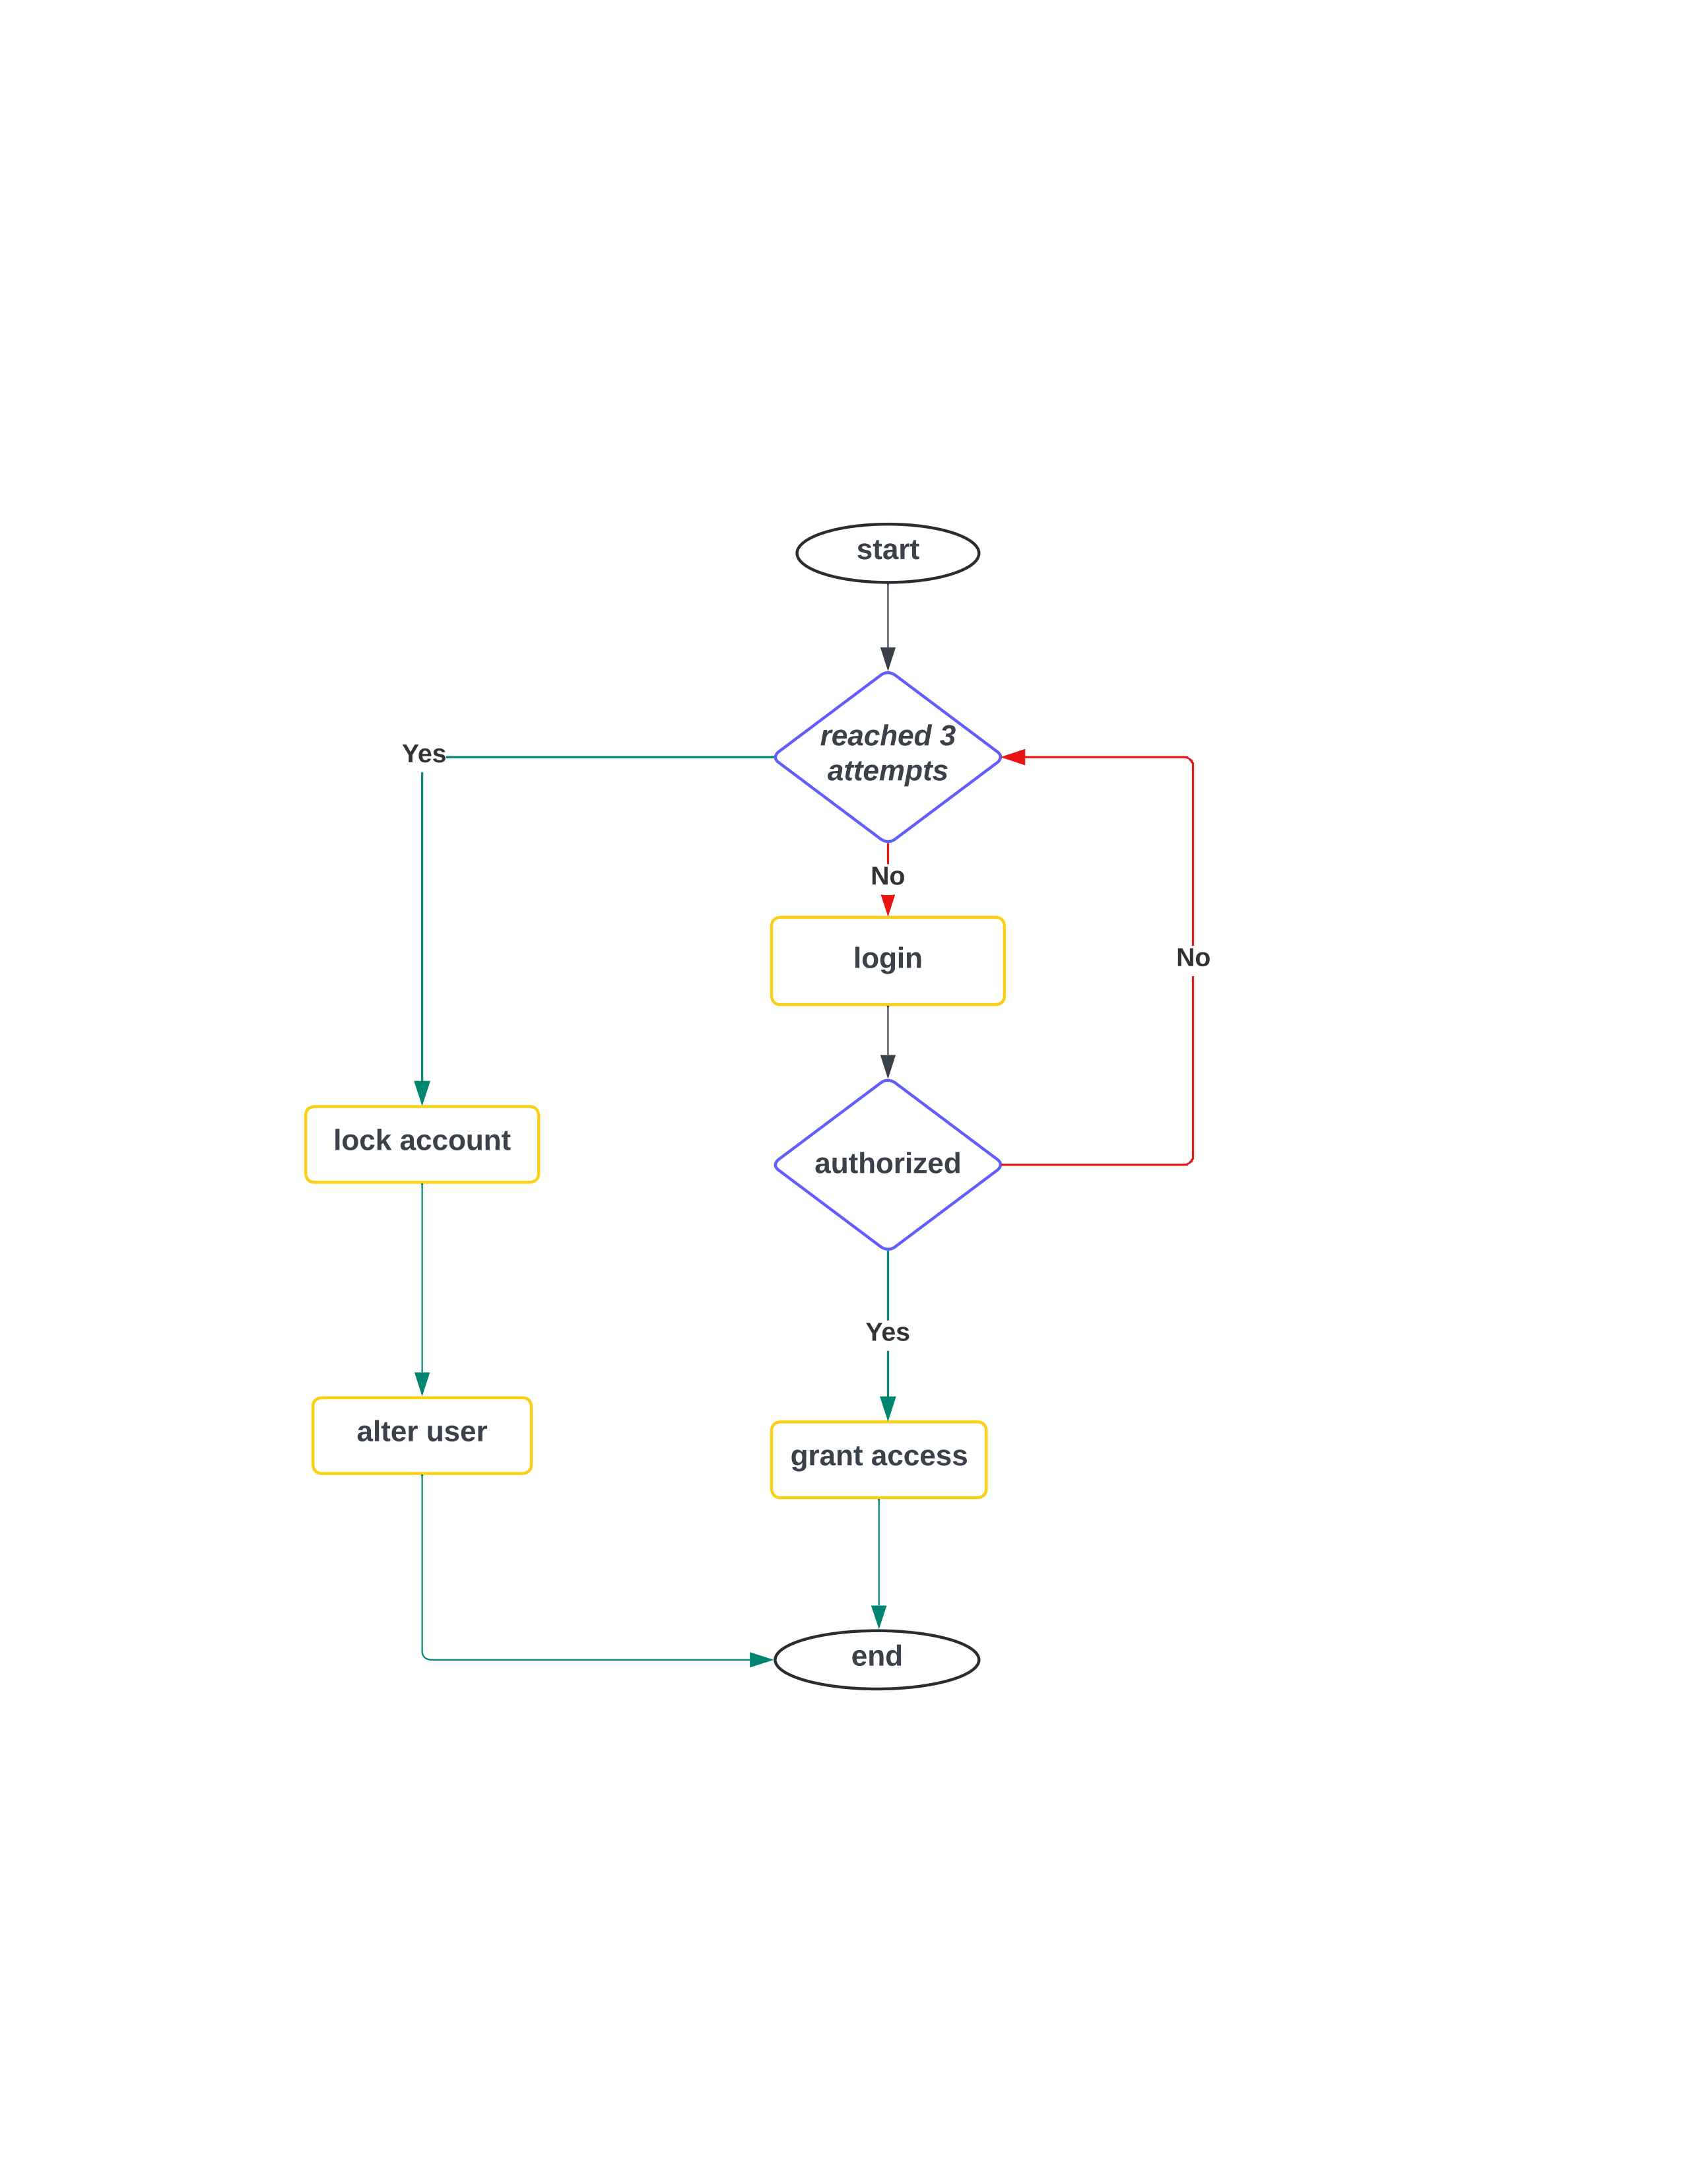 start
reached 3
attempts
Yes
No
login
No
lock account
authorized
Yes
alter user
grant access
end